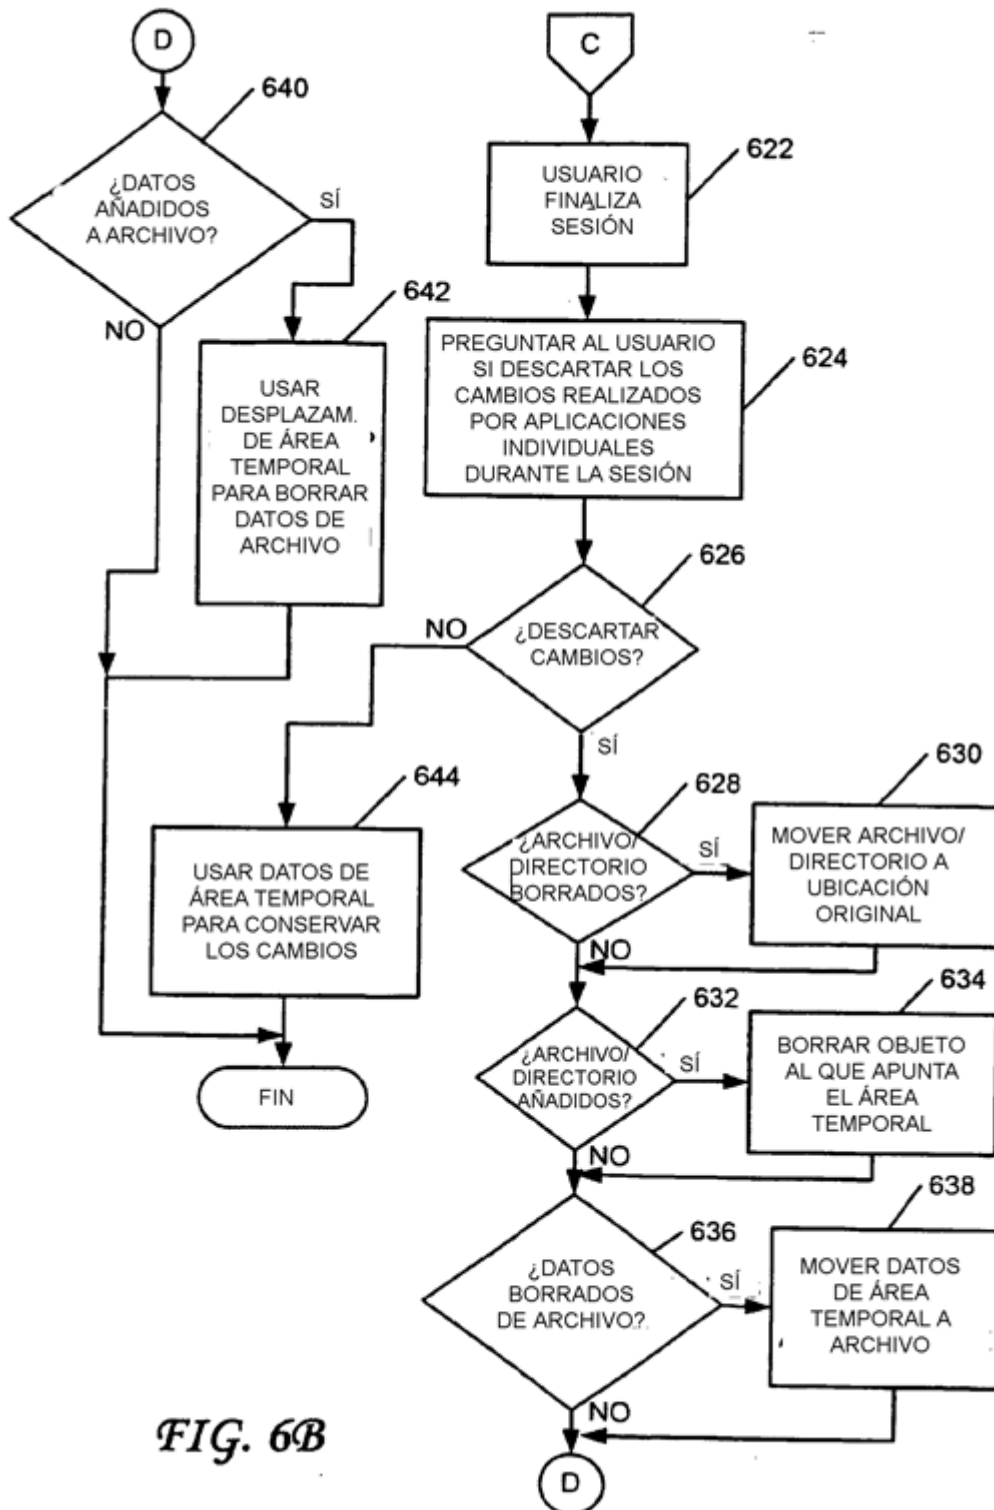 D
640
¿DATOS
AÑADIDOS
A ARCHIVO?
SÍ
NO
642
USAR
DESPLAZAM.
DE ÁREA
TEMPORAL
PARA BORRAR
DATOS DE
ARCHIVO
C
622
USUARIO
FINALIZA
SESIÓN
624
PREGUNTAR AL USUARIO
SI DESCARTAR LOS
CAMBIOS REALIZADOS
POR APLICACIONES
INDIVIDUALES
DURANTE LA SESIÓN
626
¿DESCARTAR
CAMBIOS?
NO
SÍ
644
USAR DATOS DE
ÁREA TEMPORAL
PARA CONSERVAR
LOS CAMBIOS
FIN
628
¿ARCHIVO/
DIRECTORIO
BORRADOS?
SÍ
NO
630
MOVER ARCHIVO/
DIRECTORIO A
UBICACIÓN
ORIGINAL
632
¿ARCHIVO/
DIRECTORIO
AÑADIDOS?
SÍ
NO
634
BORRAR OBJETO
AL QUE APUNTA
EL ÁREA
TEMPORAL
636
¿DATOS
BORRADOS
DE ARCHIVO?
SÍ
NO
638
MOVER DATOS
DE ÁREA
TEMPORAL A
ARCHIVO
D
FIG. 6B